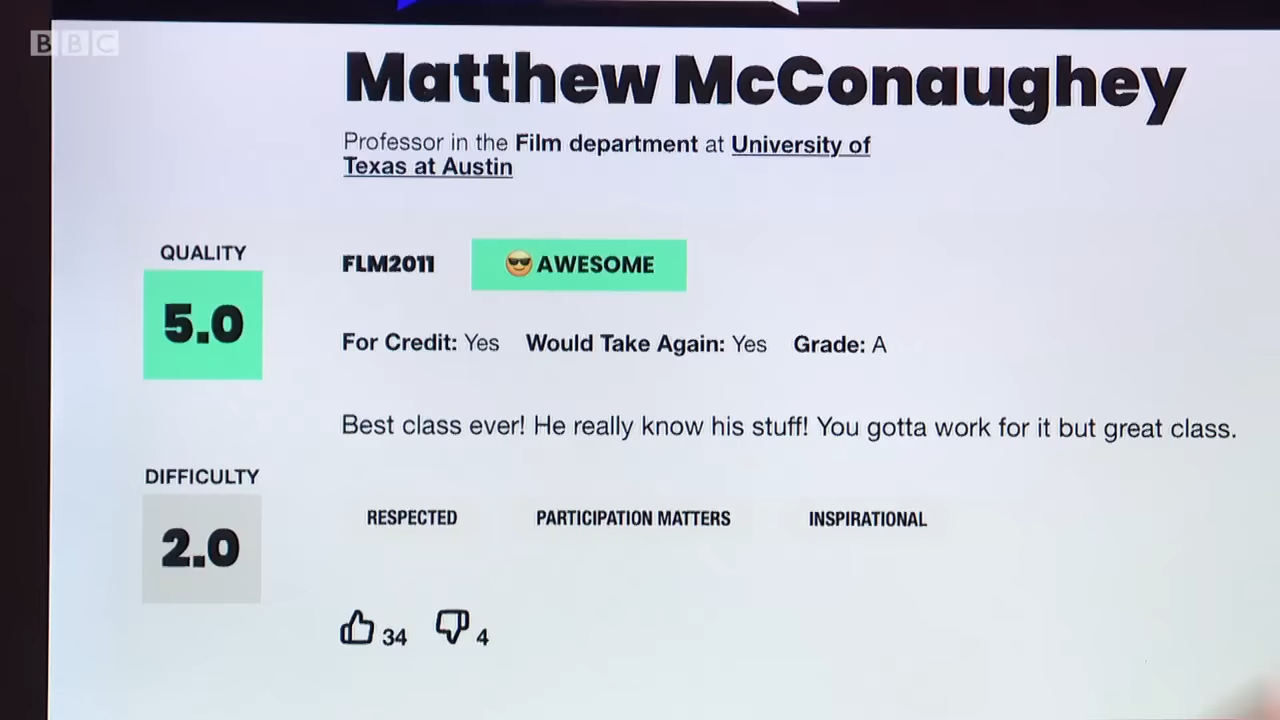 BBC
Matthew McConaughey
Professor in the Film department at University of
Texas at Austin
QUALITY
5.0
FLM2011 😎 AWESOME
For Credit: Yes Would Take Again: Yes Grade: A
Best class ever! He really know his stuff! You gotta work for it but great class.
DIFFICULTY
2.0
RESPECTED PARTICIPATION MATTERS INSPIRATIONAL
34 4